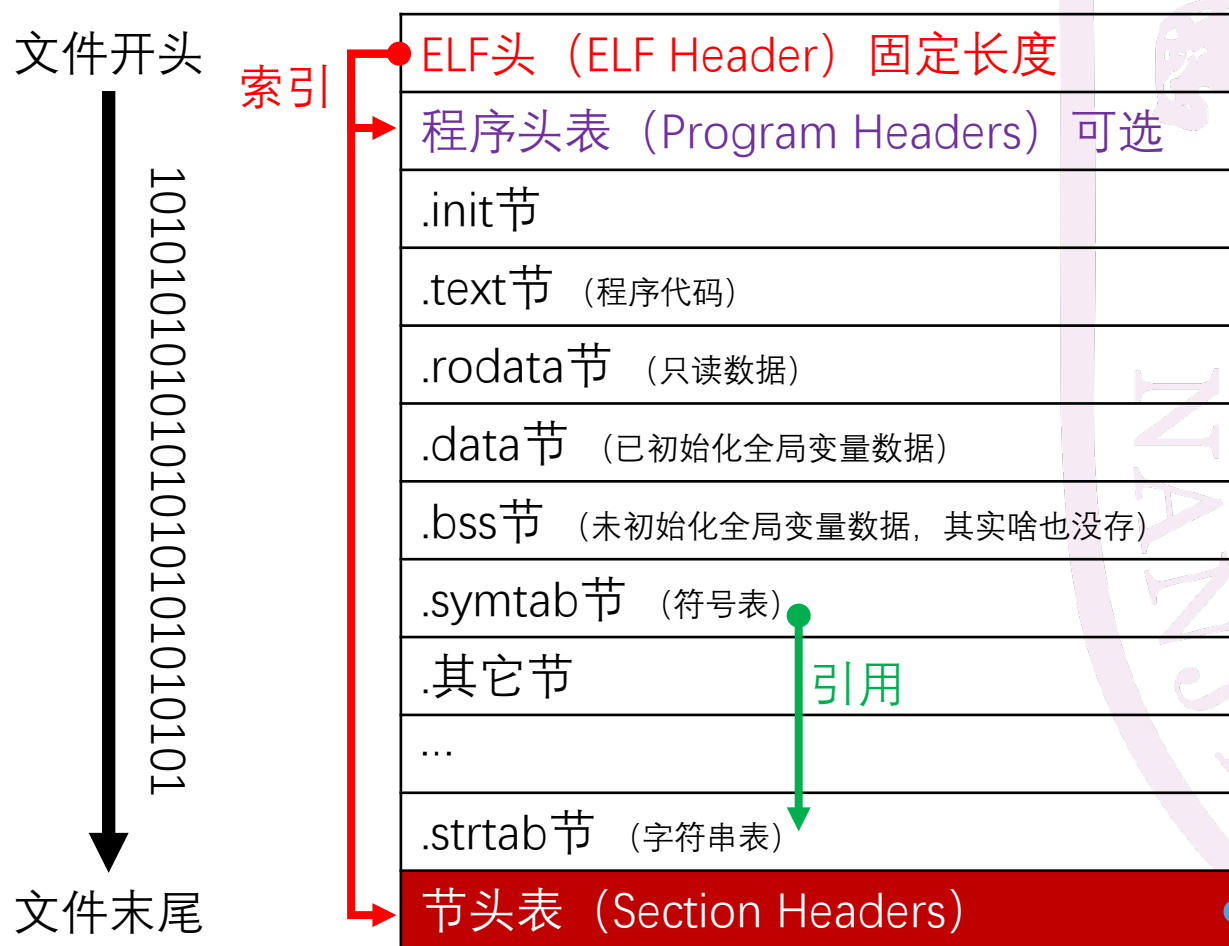 文件开头
索引
ELF头（ELF Header）固定长度
程序头表（Program Headers）可选
.init节
.text节 （程序代码）
.rodata节 （只读数据）
.data节 （已初始化全局变量数据）
.bss节 （未初始化全局变量数据，其实啥也没存）
.symtab节 （符号表）
.其它节
引用
...
.strtab节 （字符串表）
节头表（Section Headers）
文件末尾
NANJ